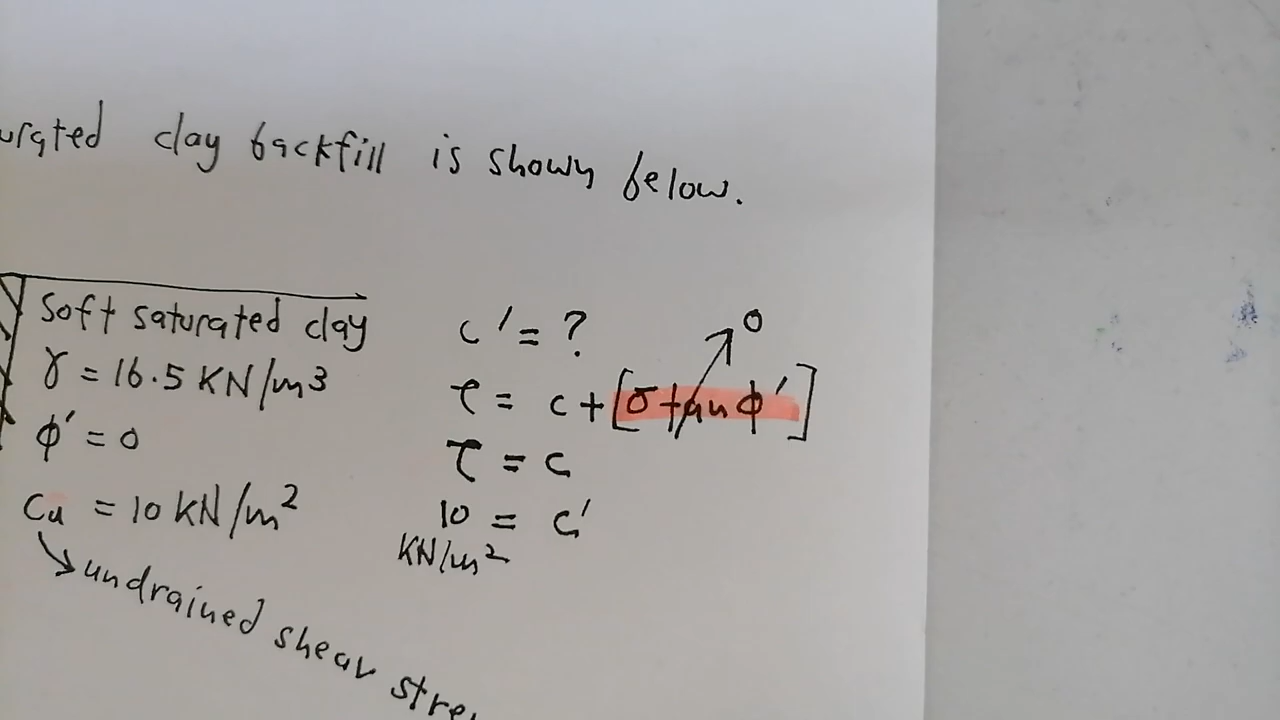 clay backfill is shown below.
Soft saturated clay
γ = 16.5 KN/m3
ϕ' = 0
Cu = 10 KN/m2
undrained shear
c' = ?
0
τ = c + [σ tan ϕ']
τ = c
10 = c'
KN/m2